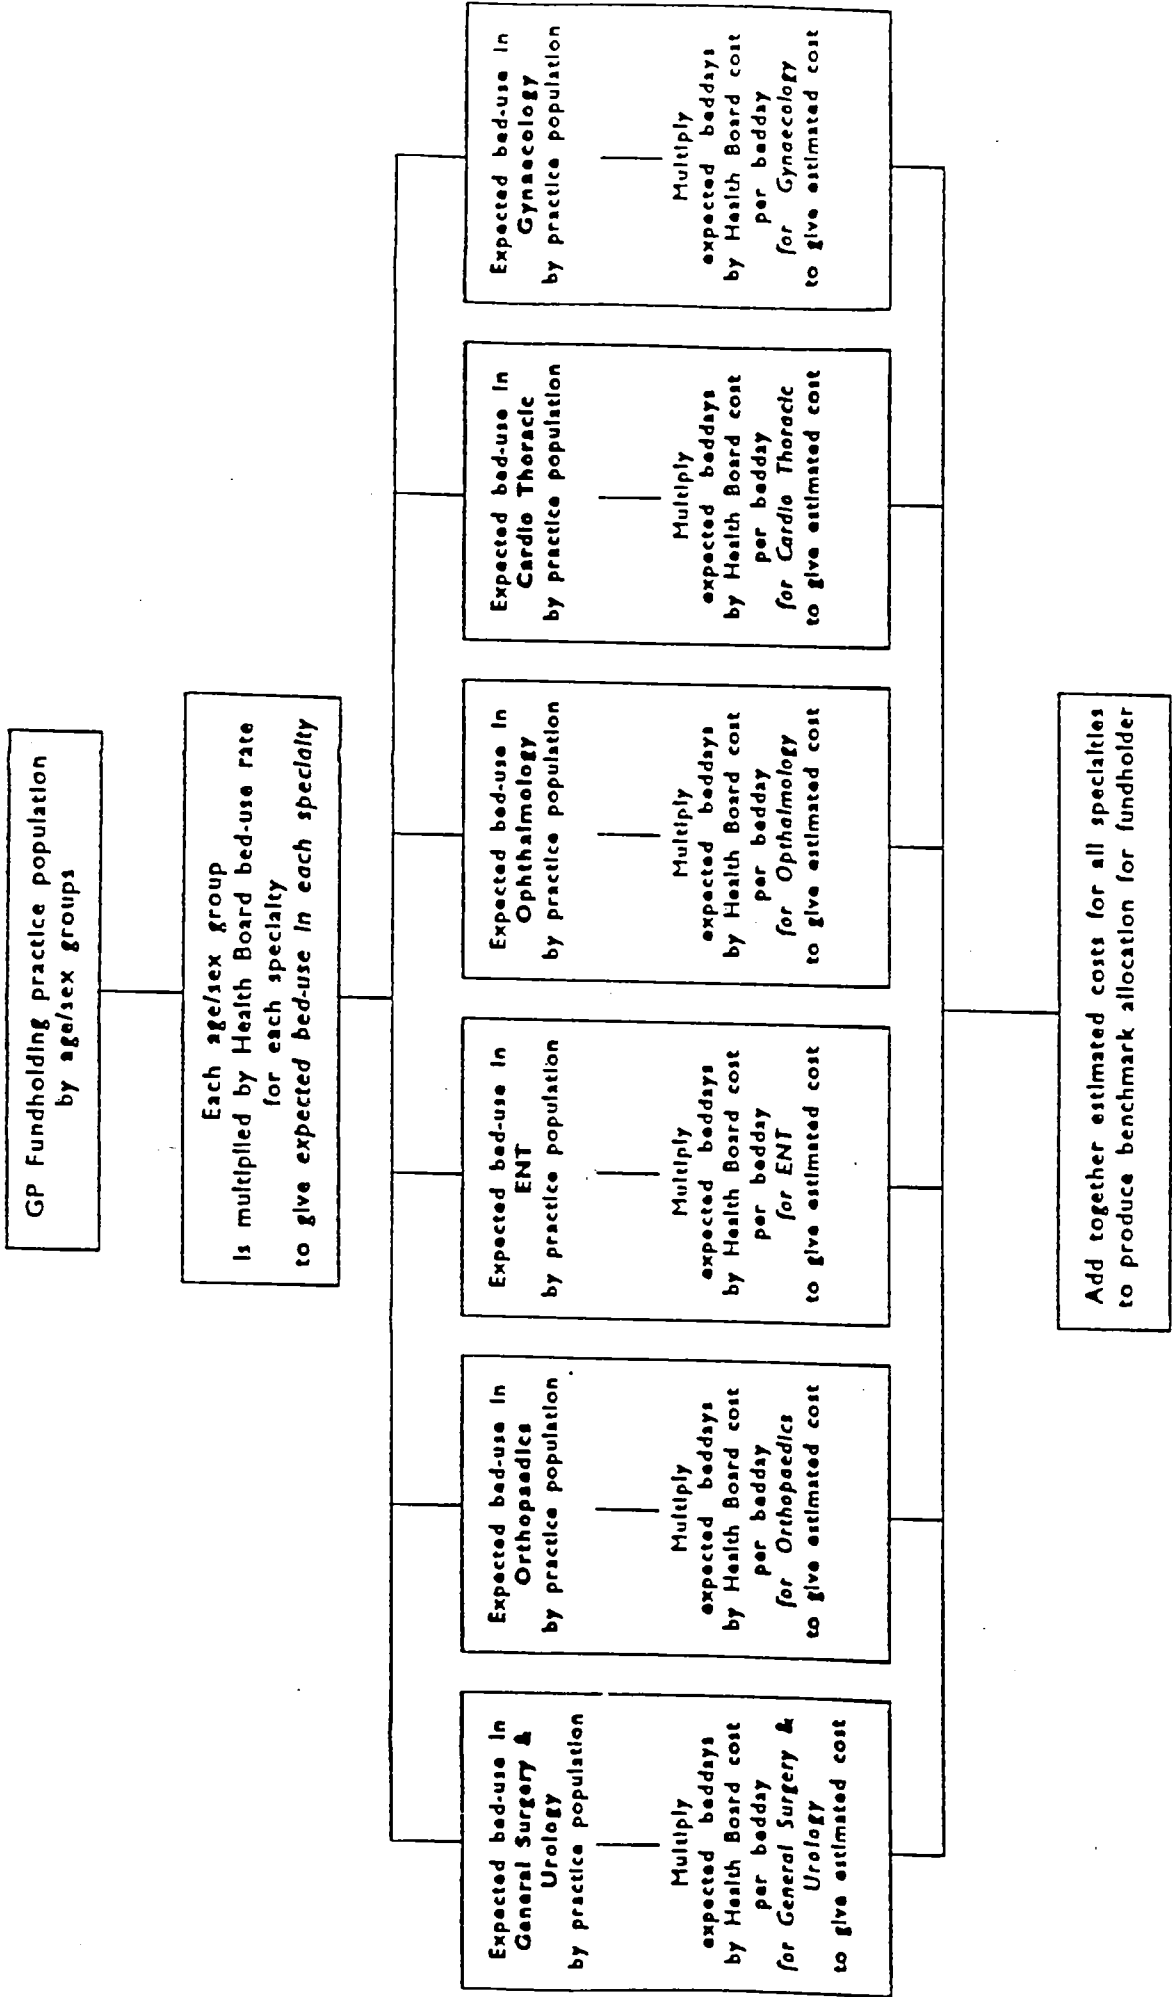 GP Fundholding practice population
by age/sex groups
Each age/sex group
is multiplied by Health Board bed-use rate
for each specialty
to give expected bed-use in each specialty
Expected bed-use in
General Surgery &
Urology
by practice population
Multiply
expected beddays
by Health Board cost
per bedday
for General Surgery &
Urology
to give estimated cost
Expected bed-use in
Orthopaedics
by practice population
Multiply
expected beddays
by Health Board cost
per bedday
for Orthopaedics
to give estimated cost
Expected bed-use in
ENT
by practice population
Multiply
expected beddays
by Health Board cost
per bedday
for ENT
to give estimated cost
Expected bed-use in
Ophthalmology
by practice population
Multiply
expected beddays
by Health Board cost
per bedday
for Opthalmology
to give estimated cost
Expected bed-use in
Cardio Thoracic
by practice population
Multiply
expected beddays
by Health Board cost
per bedday
for Cardio Thoracic
to give estimated cost
Expected bed-use in
Gynaecology
by practice population
Multiply
expected beddays
by Health Board cost
per bedday
for Gynaecology
to give estimated cost
Add together estimated costs for all specialties
to produce benchmark allocation for fundholder